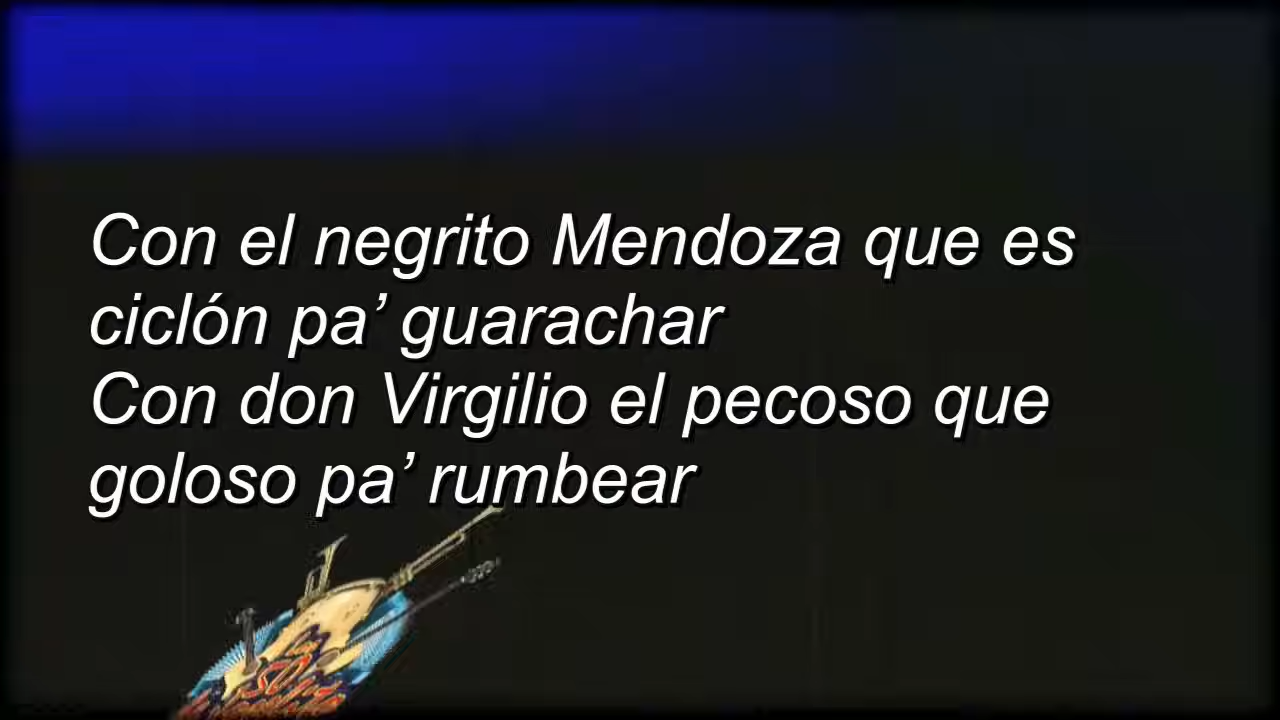 Con el negrito Mendoza que es
ciclón pa’ guarachar
Con don Virgilio el pecoso que
goloso pa’ rumbear